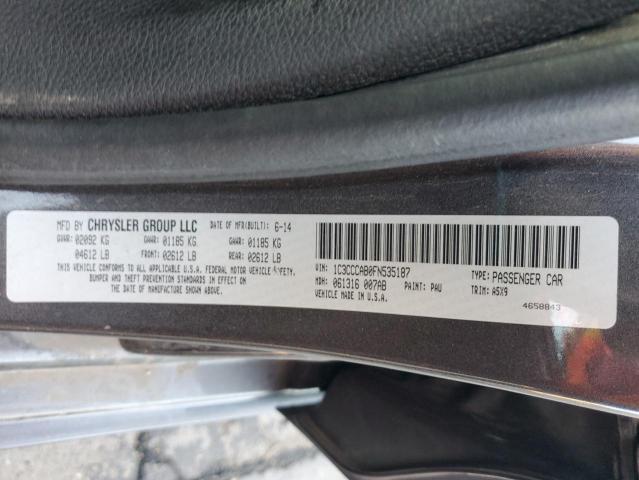 MFD BY CHRYSLER GROUP LLC DATE OF MFR(BUILT): 6-14
GVWR: 02092 KG GAWR: 01185 KG. GAWR: 01185 KG
04612 LB FRONT: 02612 LB REAR: 02612 LB
THIS VEHICLE CONFORMS TO ALL APPLICABLE U.S.A. FEDERAL MOTOR VEHICLE SAFETY,
BUMPER AND THEFT PREVENTION STANDARDS IN EFFECT ON
THE DATE OF MANUFACTURE SHOWN ABOVE.
VIN: 1C3CCCAB0FN535187 TYPE: PASSENGER CAR
MDH: 061316 007AB PAINT: PAU TRIM: A5X9
VEHICLE MADE IN U.S.A.
4658843